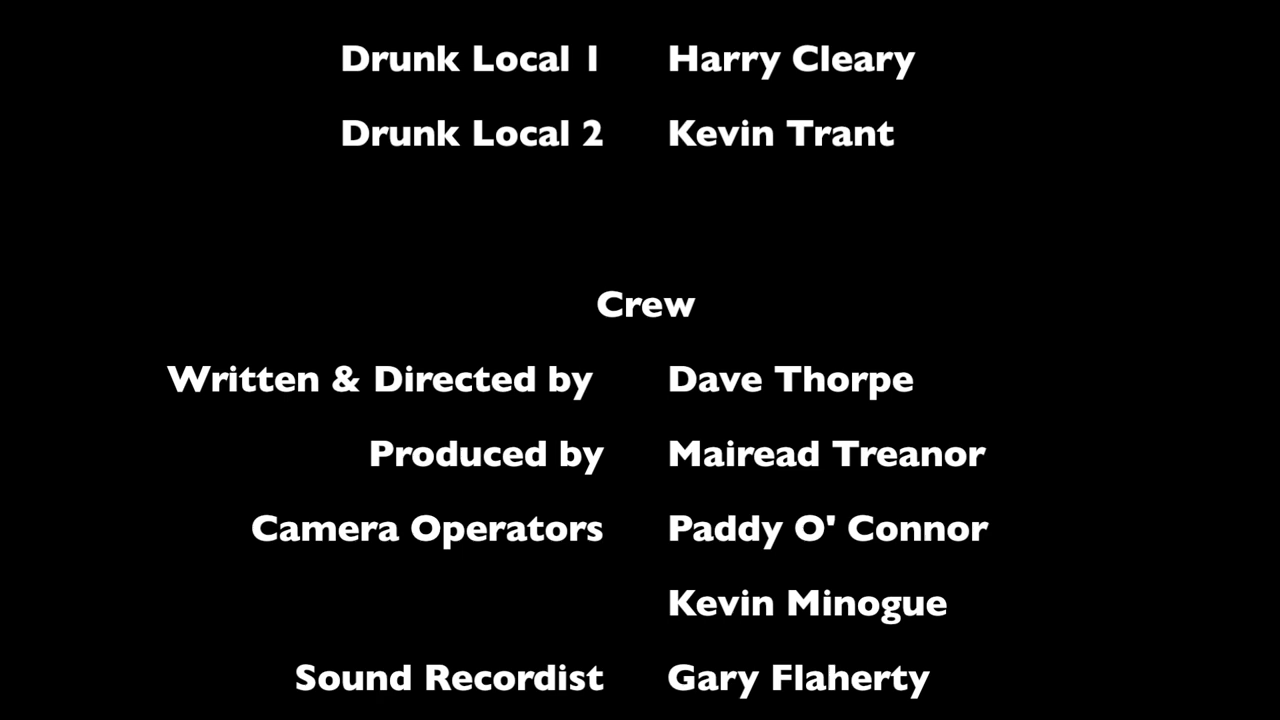 Drunk Local 1 Harry Cleary
Drunk Local 2 Kevin Trant
Crew
Written & Directed by Dave Thorpe
Produced by Mairead Treanor
Camera Operators Paddy O' Connor
Kevin Minogue
Sound Recordist Gary Flaherty